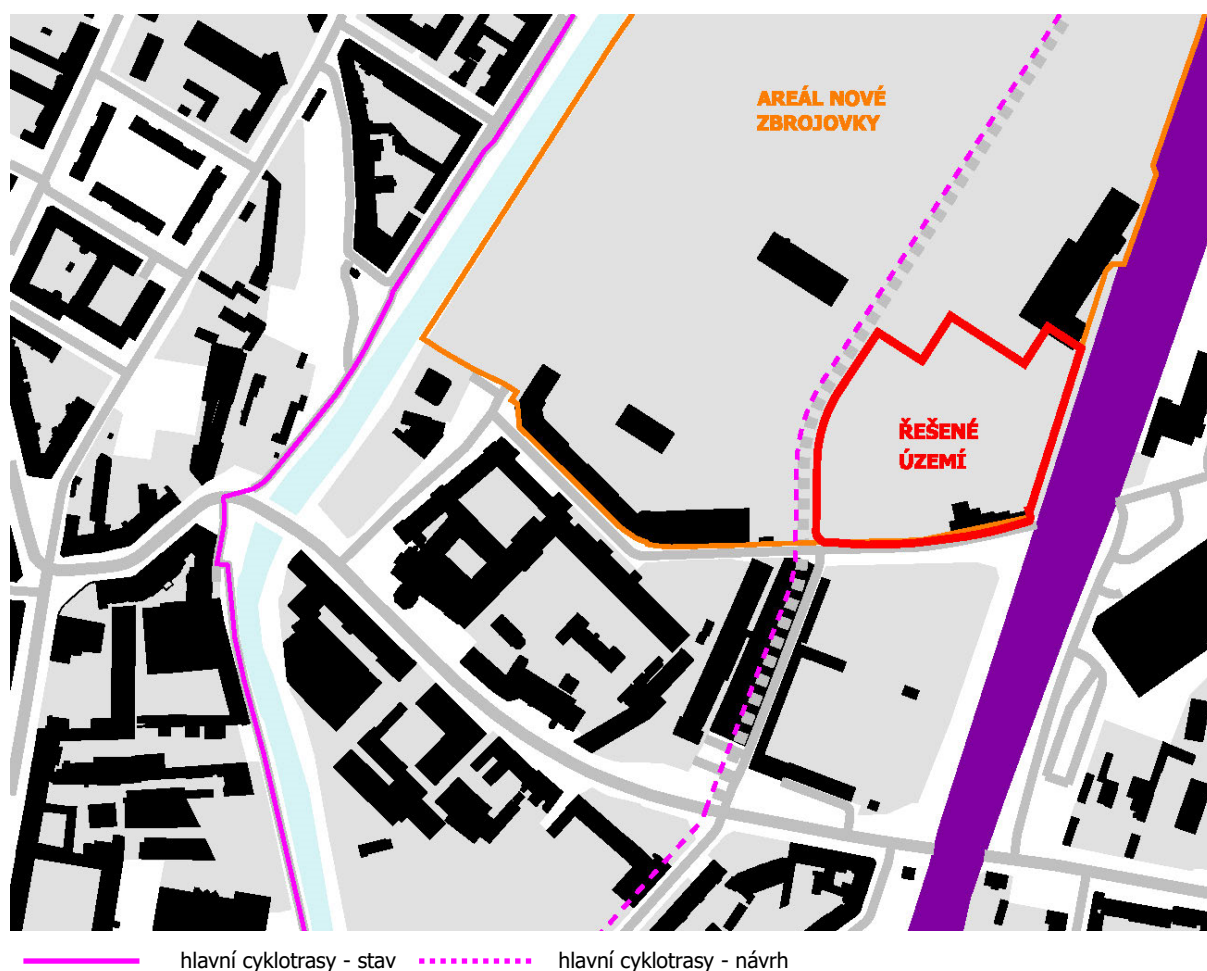 AREÁL NOVÉ
ZBROJOVKY
ŘEŠENÉ
ÚZEMÍ
hlavní cyklotrasy - stav
hlavní cyklotrasy - návrh